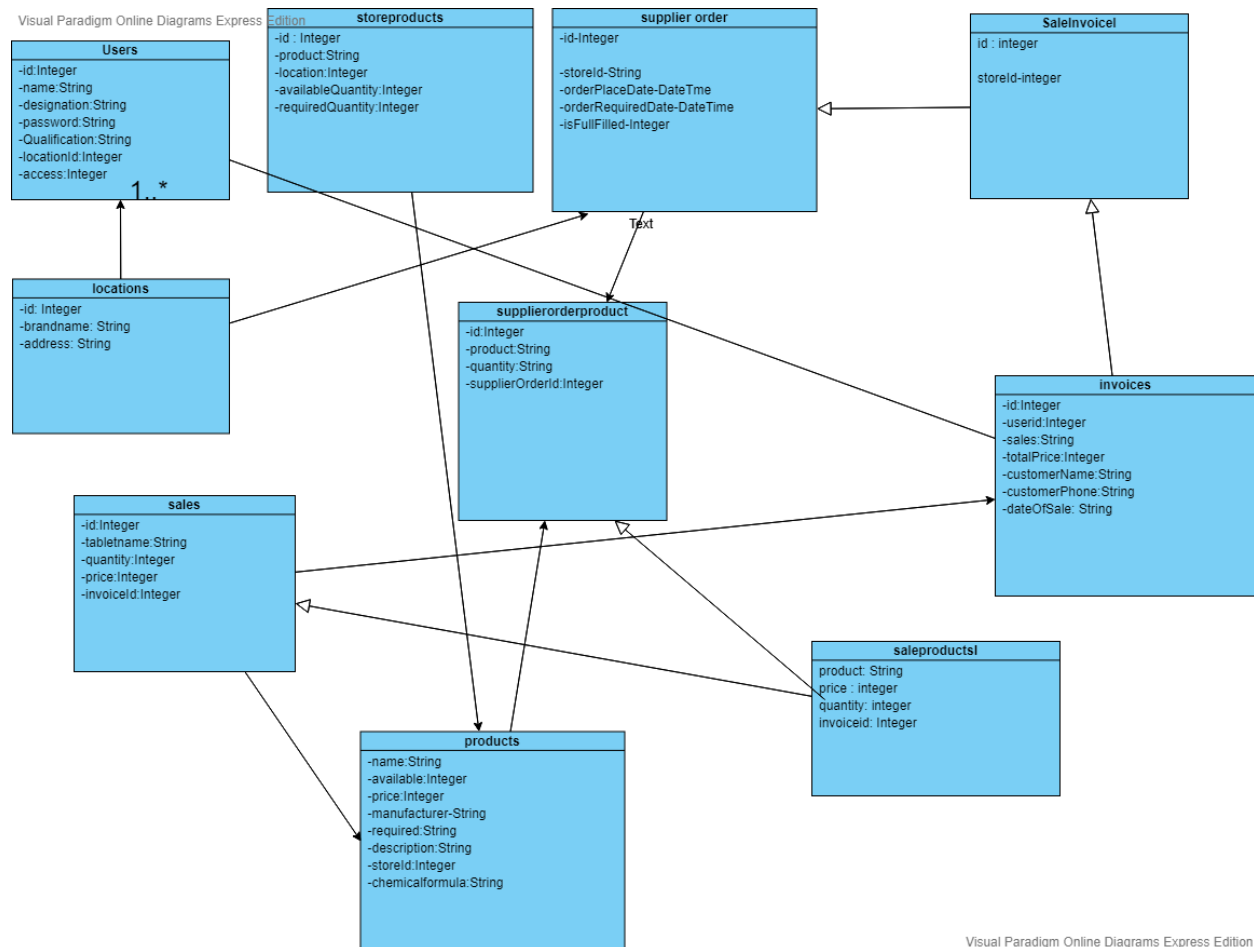 Visual Paradigm Online Diagrams Express Edition
Users
-id:Integer
-name:String
-designation:String
-password:String
-Qualification:String
-locationId:Integer
-access:Integer
1..*
storeproducts
-id : Integer
-product:String
-location:Integer
-availableQuantity:Integer
-requiredQuantity:Integer
supplier order
-id-Integer
-storeId-String
-orderPlaceDate-DateTme
-orderRequiredDate-DateTime
-isFullFilled-Integer
Text
SaleInvoiceI
id : integer
storeId-integer
locations
-id: Integer
-brandname: String
-address: String
supplierorderproduct
-id:Integer
-product:String
-quantity:String
-supplierOrderId:Integer
invoices
-id:Integer
-userid:Integer
-sales:String
-totalPrice:Integer
-customerName:String
-customerPhone:String
-dateOfSale: String
sales
-id:Integer
-tabletname:String
-quantity:Integer
-price:Integer
-invoiceId:Integer
saleproductsI
product: String
price : integer
quantity: integer
invoiceid: Integer
products
-name:String
-available:Integer
-price:Integer
-manufacturer-String
-required:String
-description:String
-storeId:Integer
-chemicalformula:String
Visual Paradigm Online Diagrams Express Edition